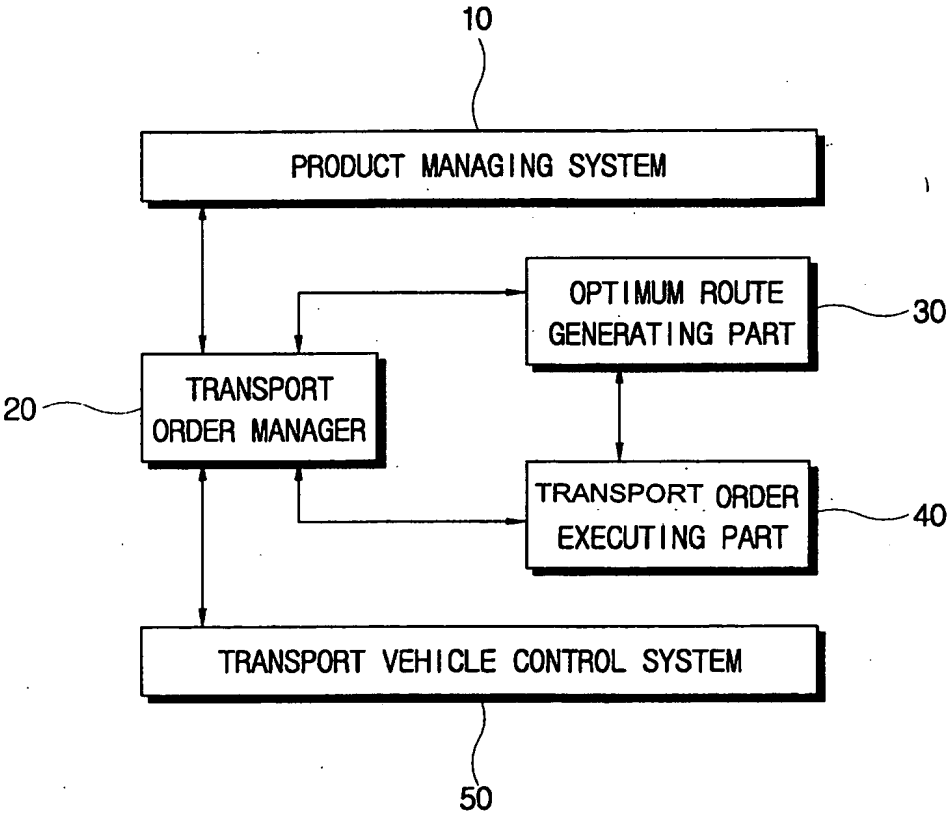 10
PRODUCT MANAGING SYSTEM
OPTIMUM ROUTE
GENERATING PART
30
TRANSPORT
ORDER MANAGER
20
TRANSPORT ORDER
EXECUTING PART
40
TRANSPORT VEHICLE CONTROL SYSTEM
50